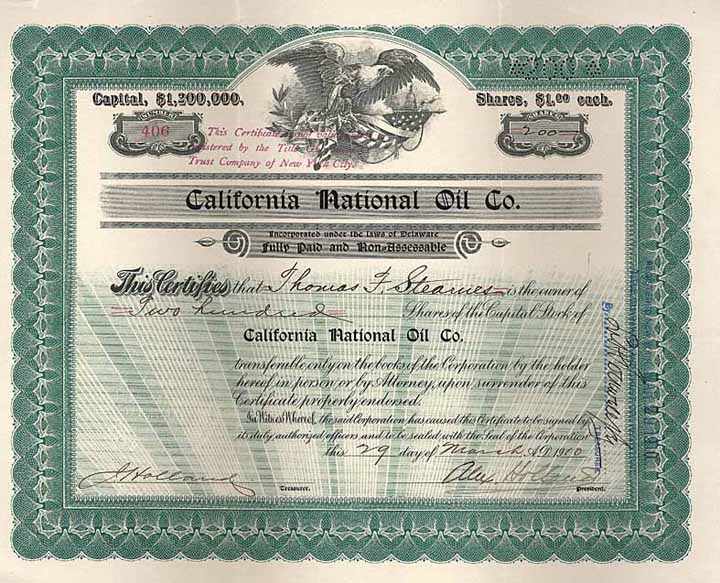 Capital, $1,200,000.
Shares, $1.00 each.
NUMBER
406
SHARES
200
This Certificate is not valid
registered by the Title
Trust Company of New York City.
California National Oil Co.
Incorporated under the laws of Delaware
Fully Paid and Non-Assessable
This Certifies that Thomas F. Stearnes is the owner of
Two hundred Shares of the Capital Stock of
California National Oil Co.
transferable only on the books of the Corporation by the holder
hereof in person or by Attorney, upon surrender of this
Certificate properly endorsed.
In Witness Whereof, the said Corporation has caused this Certificate to be signed by
its duly authorized officers and to be sealed with the Seal of the Corporation
this 29 day of March A.D. 1900
J Holland
Treasurer.
President.